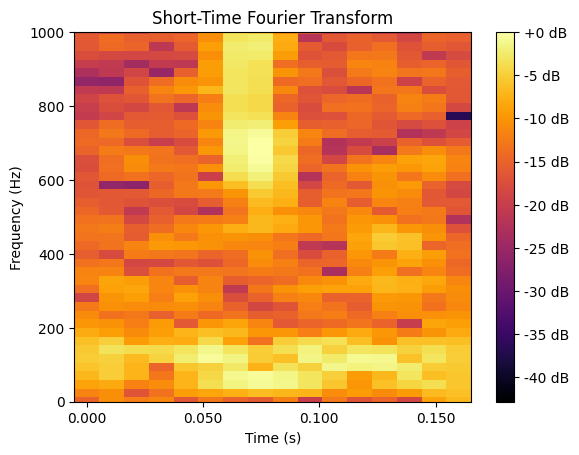 Short-Time Fourier Transform
1000
800
600
400
200
0
Frequency (Hz)
0.000
0.050
0.100
0.150
Time (s)
+0 dB
-5 dB
-10 dB
-15 dB
-20 dB
-25 dB
-30 dB
-35 dB
-40 dB